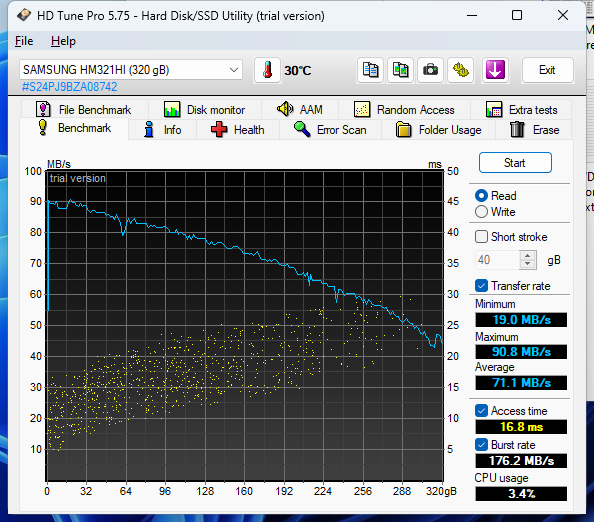 HD Tune Pro 5.75 - Hard Disk/SSD Utility (trial version)
File Help
SAMSUNG HM321HI (320 gB)
#S24PJ9BZA08742
30°C
Exit
File Benchmark Disk monitor AAM Random Access Extra tests
Benchmark Info Health Error Scan Folder Usage Erase
100 MB/s ms 50
trial version
90 45
80 40
70 35
60 30
50 25
40 20
30 15
20 10
10 5
0 32 64 96 128 160 192 224 256 288 320gB
Start
Read
Write
Short stroke
40 gB
Transfer rate
Minimum
19.0 MB/s
Maximum
90.8 MB/s
Average
71.1 MB/s
Access time
16.8 ms
Burst rate
176.2 MB/s
CPU usage
3.4%